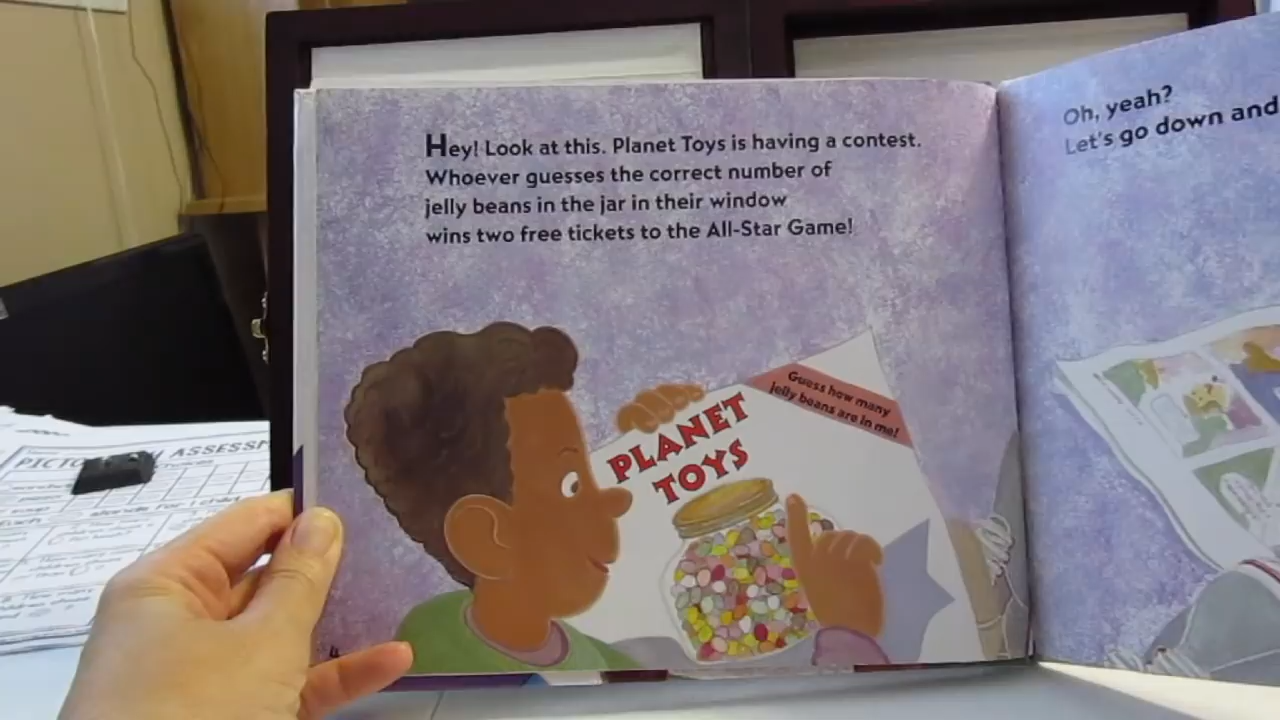 Hey! Look at this. Planet Toys is having a contest.
Whoever guesses the correct number of
jelly beans in the jar in their window
wins two free tickets to the All-Star Game!
Guess how many
jelly beans are in me!
PLANET
TOYS
Oh, yeah?
Let's go down and
ASSESSM